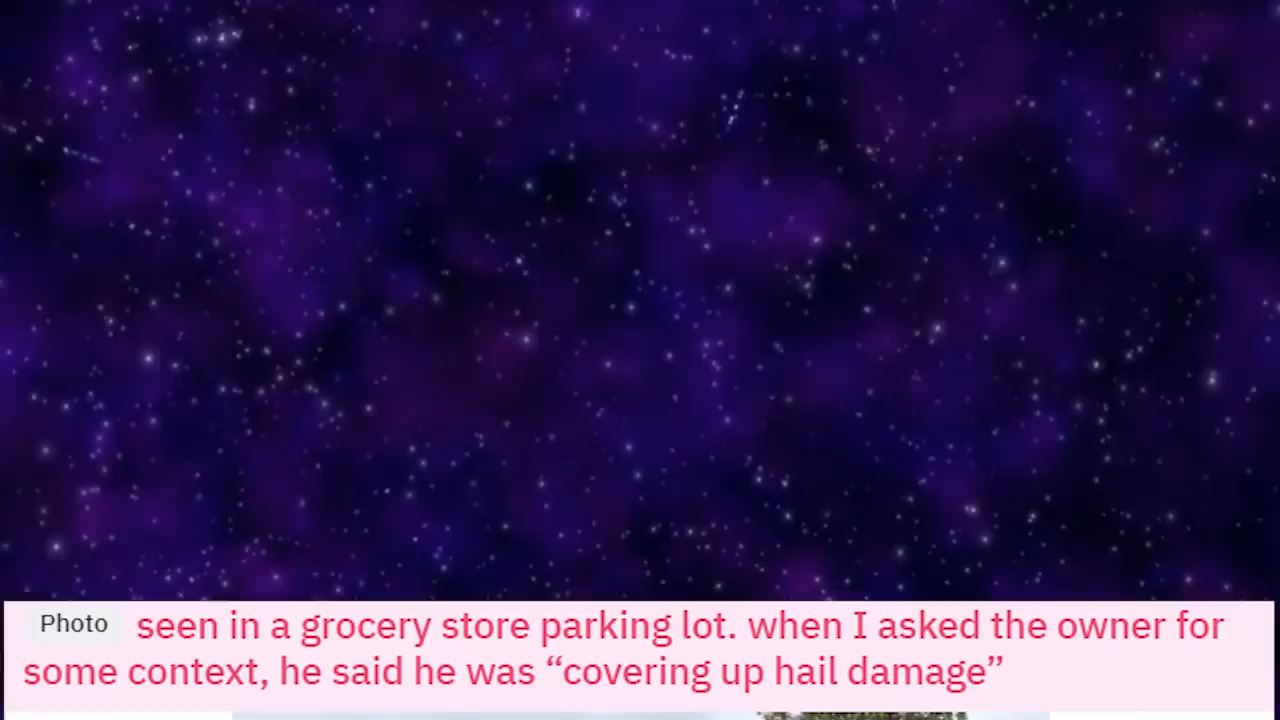 Photo seen in a grocery store parking lot. when I asked the owner for
some context, he said he was “covering up hail damage”